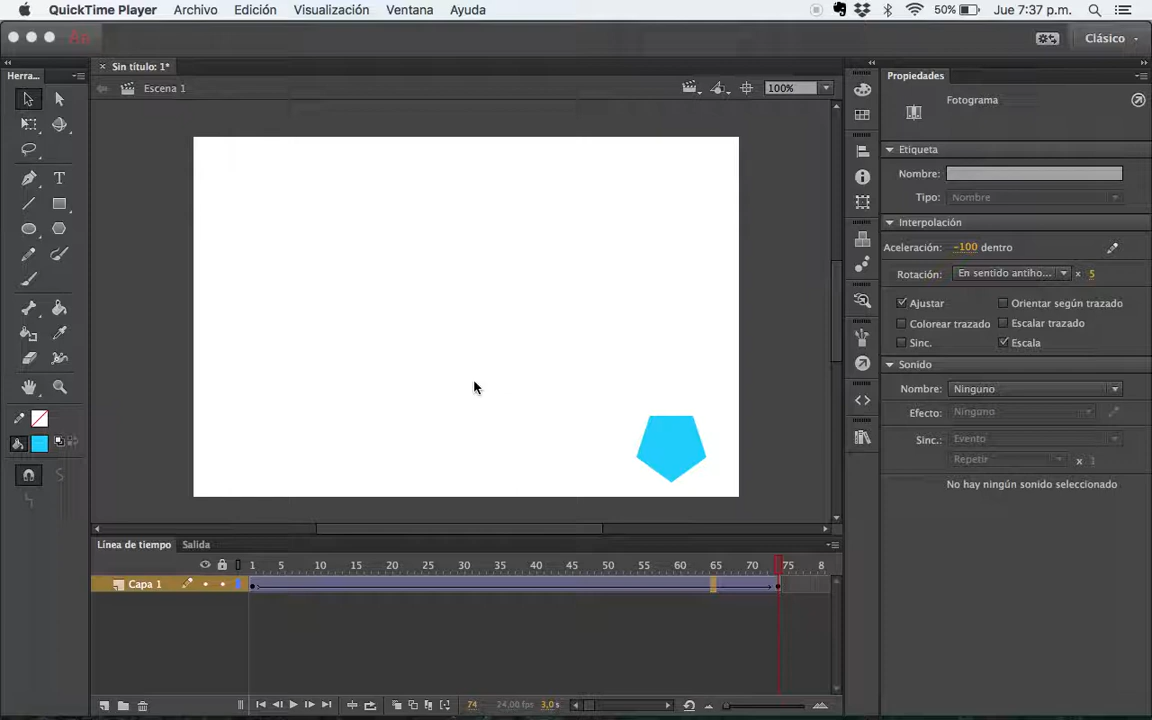 QuickTime Player Archivo Edición Visualización Ventana Ayuda 50% Jue 7:37 p.m.
An Clásico
Herra... × Sin título: 1* Propiedades
Escena 1 100%
Fotograma
Etiqueta
Nombre:
Tipo: Nombre
Interpolación
Aceleración: -100 dentro
Rotación: En sentido antiho... × 5
Ajustar Orientar según trazado
Colorear trazado Escalar trazado
Sinc. Escala
Sonido
Nombre: Ninguno
Efecto: Ninguno
Sinc.: Evento
Repetir × 1
No hay ningún sonido seleccionado
Línea de tiempo Salida
1 5 10 15 20 25 30 35 40 45 50 55 60 65 70 75 8
Capa 1
74 24,00 fps 3,0 s